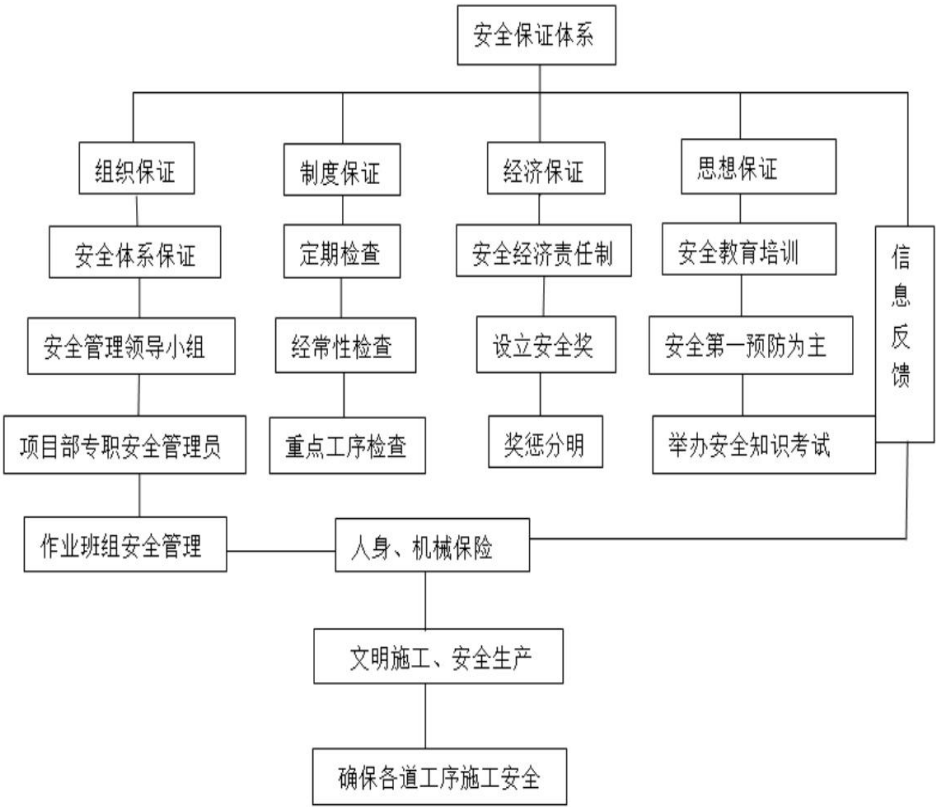 安全保证体系
组织保证
制度保证
经济保证
思想保证
安全体系保证
定期检查
安全经济责任制
安全教育培训
信息反馈
安全管理领导小组
经常性检查
设立安全奖
安全第一预防为主
项目部专职安全管理员
重点工序检查
奖惩分明
举办安全知识考试
作业班组安全管理
人身、机械保险
文明施工、安全生产
确保各道工序施工安全